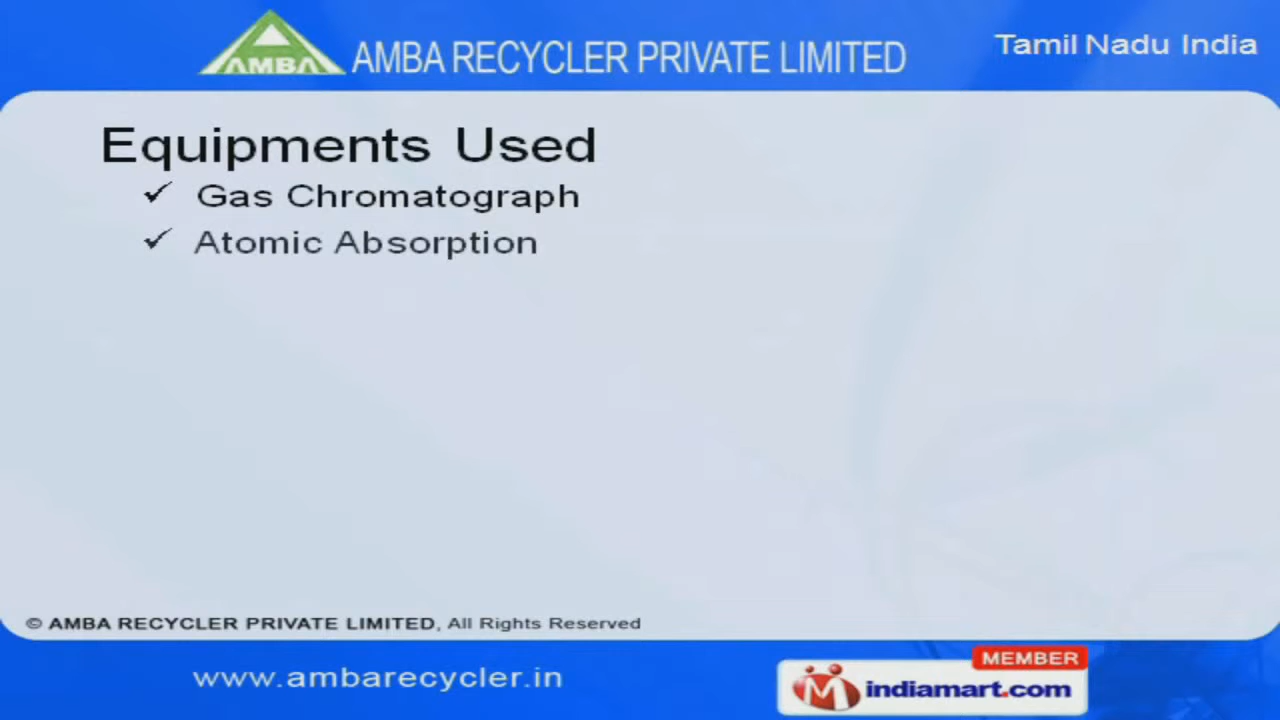 AMBA
AMBA RECYCLER PRIVATE LIMITED
Tamil Nadu India
Equipments Used
✓ Gas Chromatograph
✓ Atomic Absorption
© AMBA RECYCLER PRIVATE LIMITED, All Rights Reserved
www.ambarecycler.in
MEMBER
indiamart.com